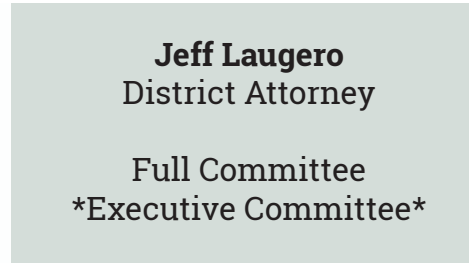 Jeff Laugero
District Attorney
Full Committee
*Executive Committee*